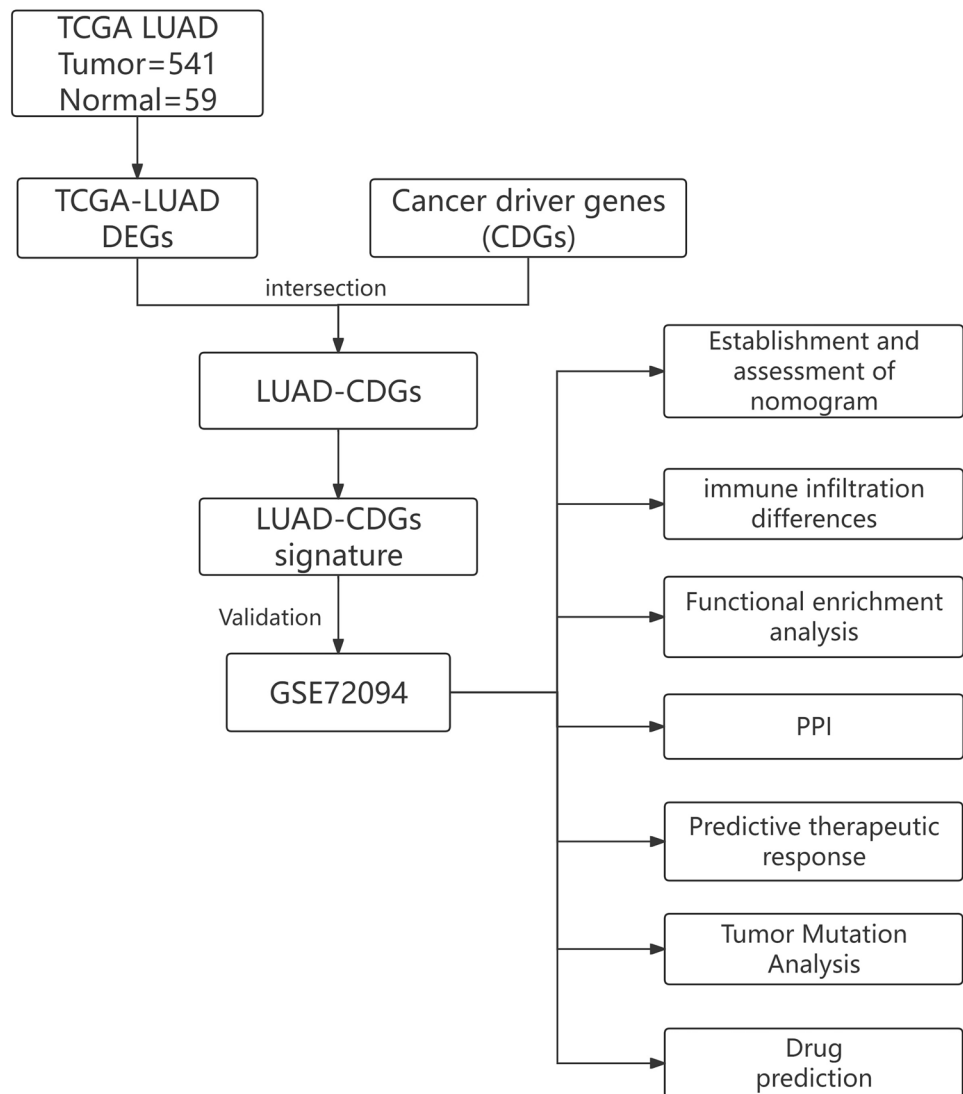 TCGA LUAD
Tumor=541
Normal=59
TCGA-LUAD
DEGs
Cancer driver genes
(CDGs)
intersection
LUAD-CDGs
LUAD-CDGs
signature
Validation
GSE72094
Establishment and
assessment of
nomogram
immune infiltration
differences
Functional enrichment
analysis
PPI
Predictive therapeutic
response
Tumor Mutation
Analysis
Drug
prediction